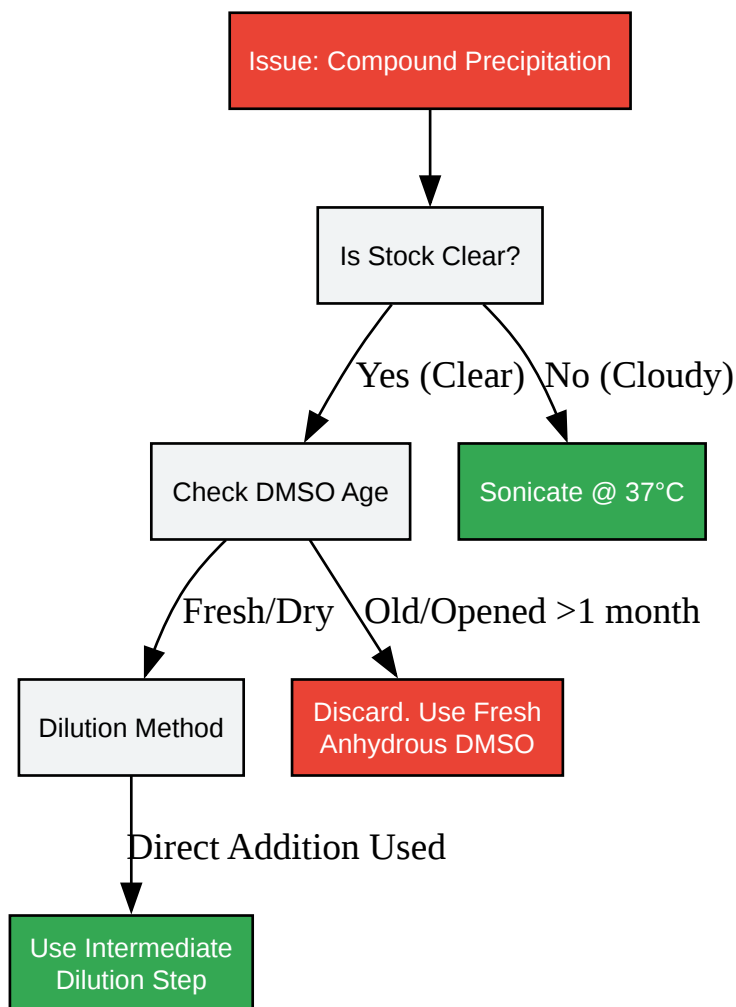 Issue: Compound Precipitation
Is Stock Clear?
Yes (Clear)
No (Cloudy)
Check DMSO Age
Sonicate @ 37°C
Fresh/Dry
Old/Opened >1 month
Dilution Method
Discard. Use Fresh
Anhydrous DMSO
Direct Addition Used
Use Intermediate
Dilution Step